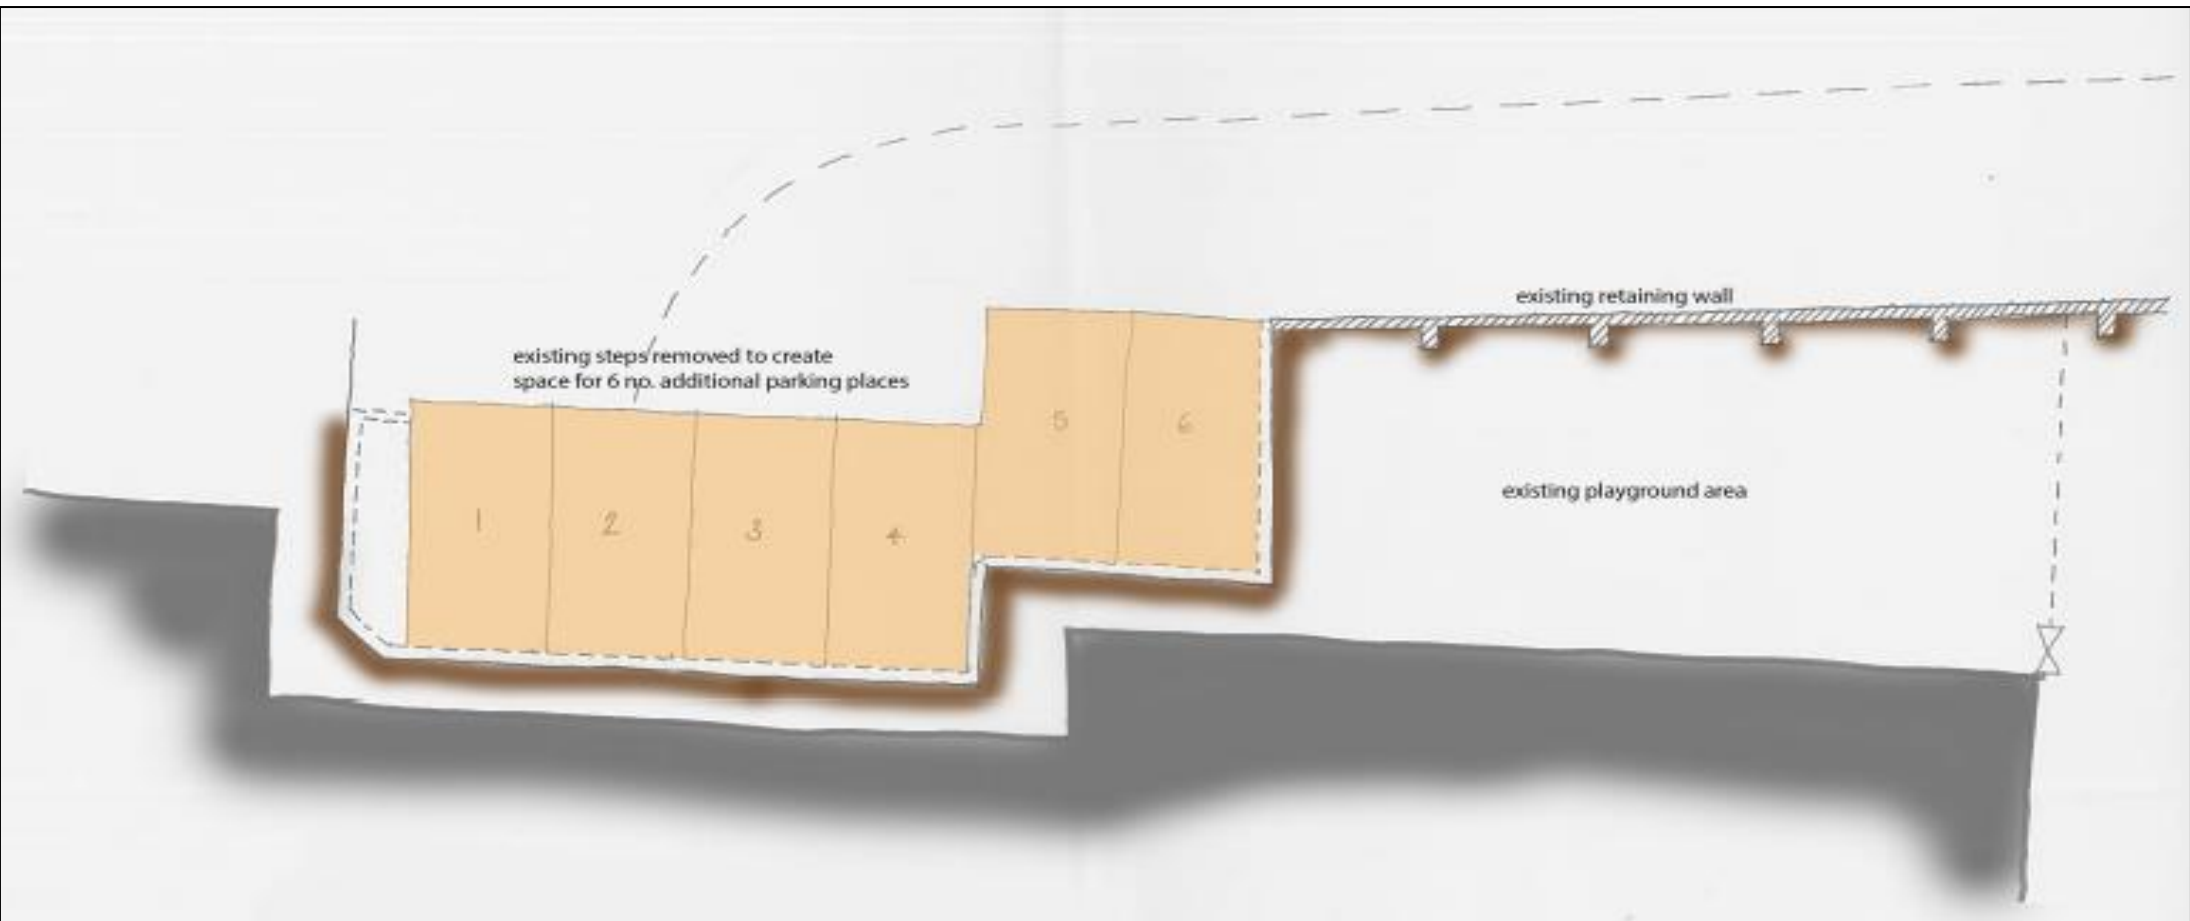 existing retaining wall
existing steps removed to create
space for 6 no. additional parking places
5
6
existing playground area
1
2
3
4